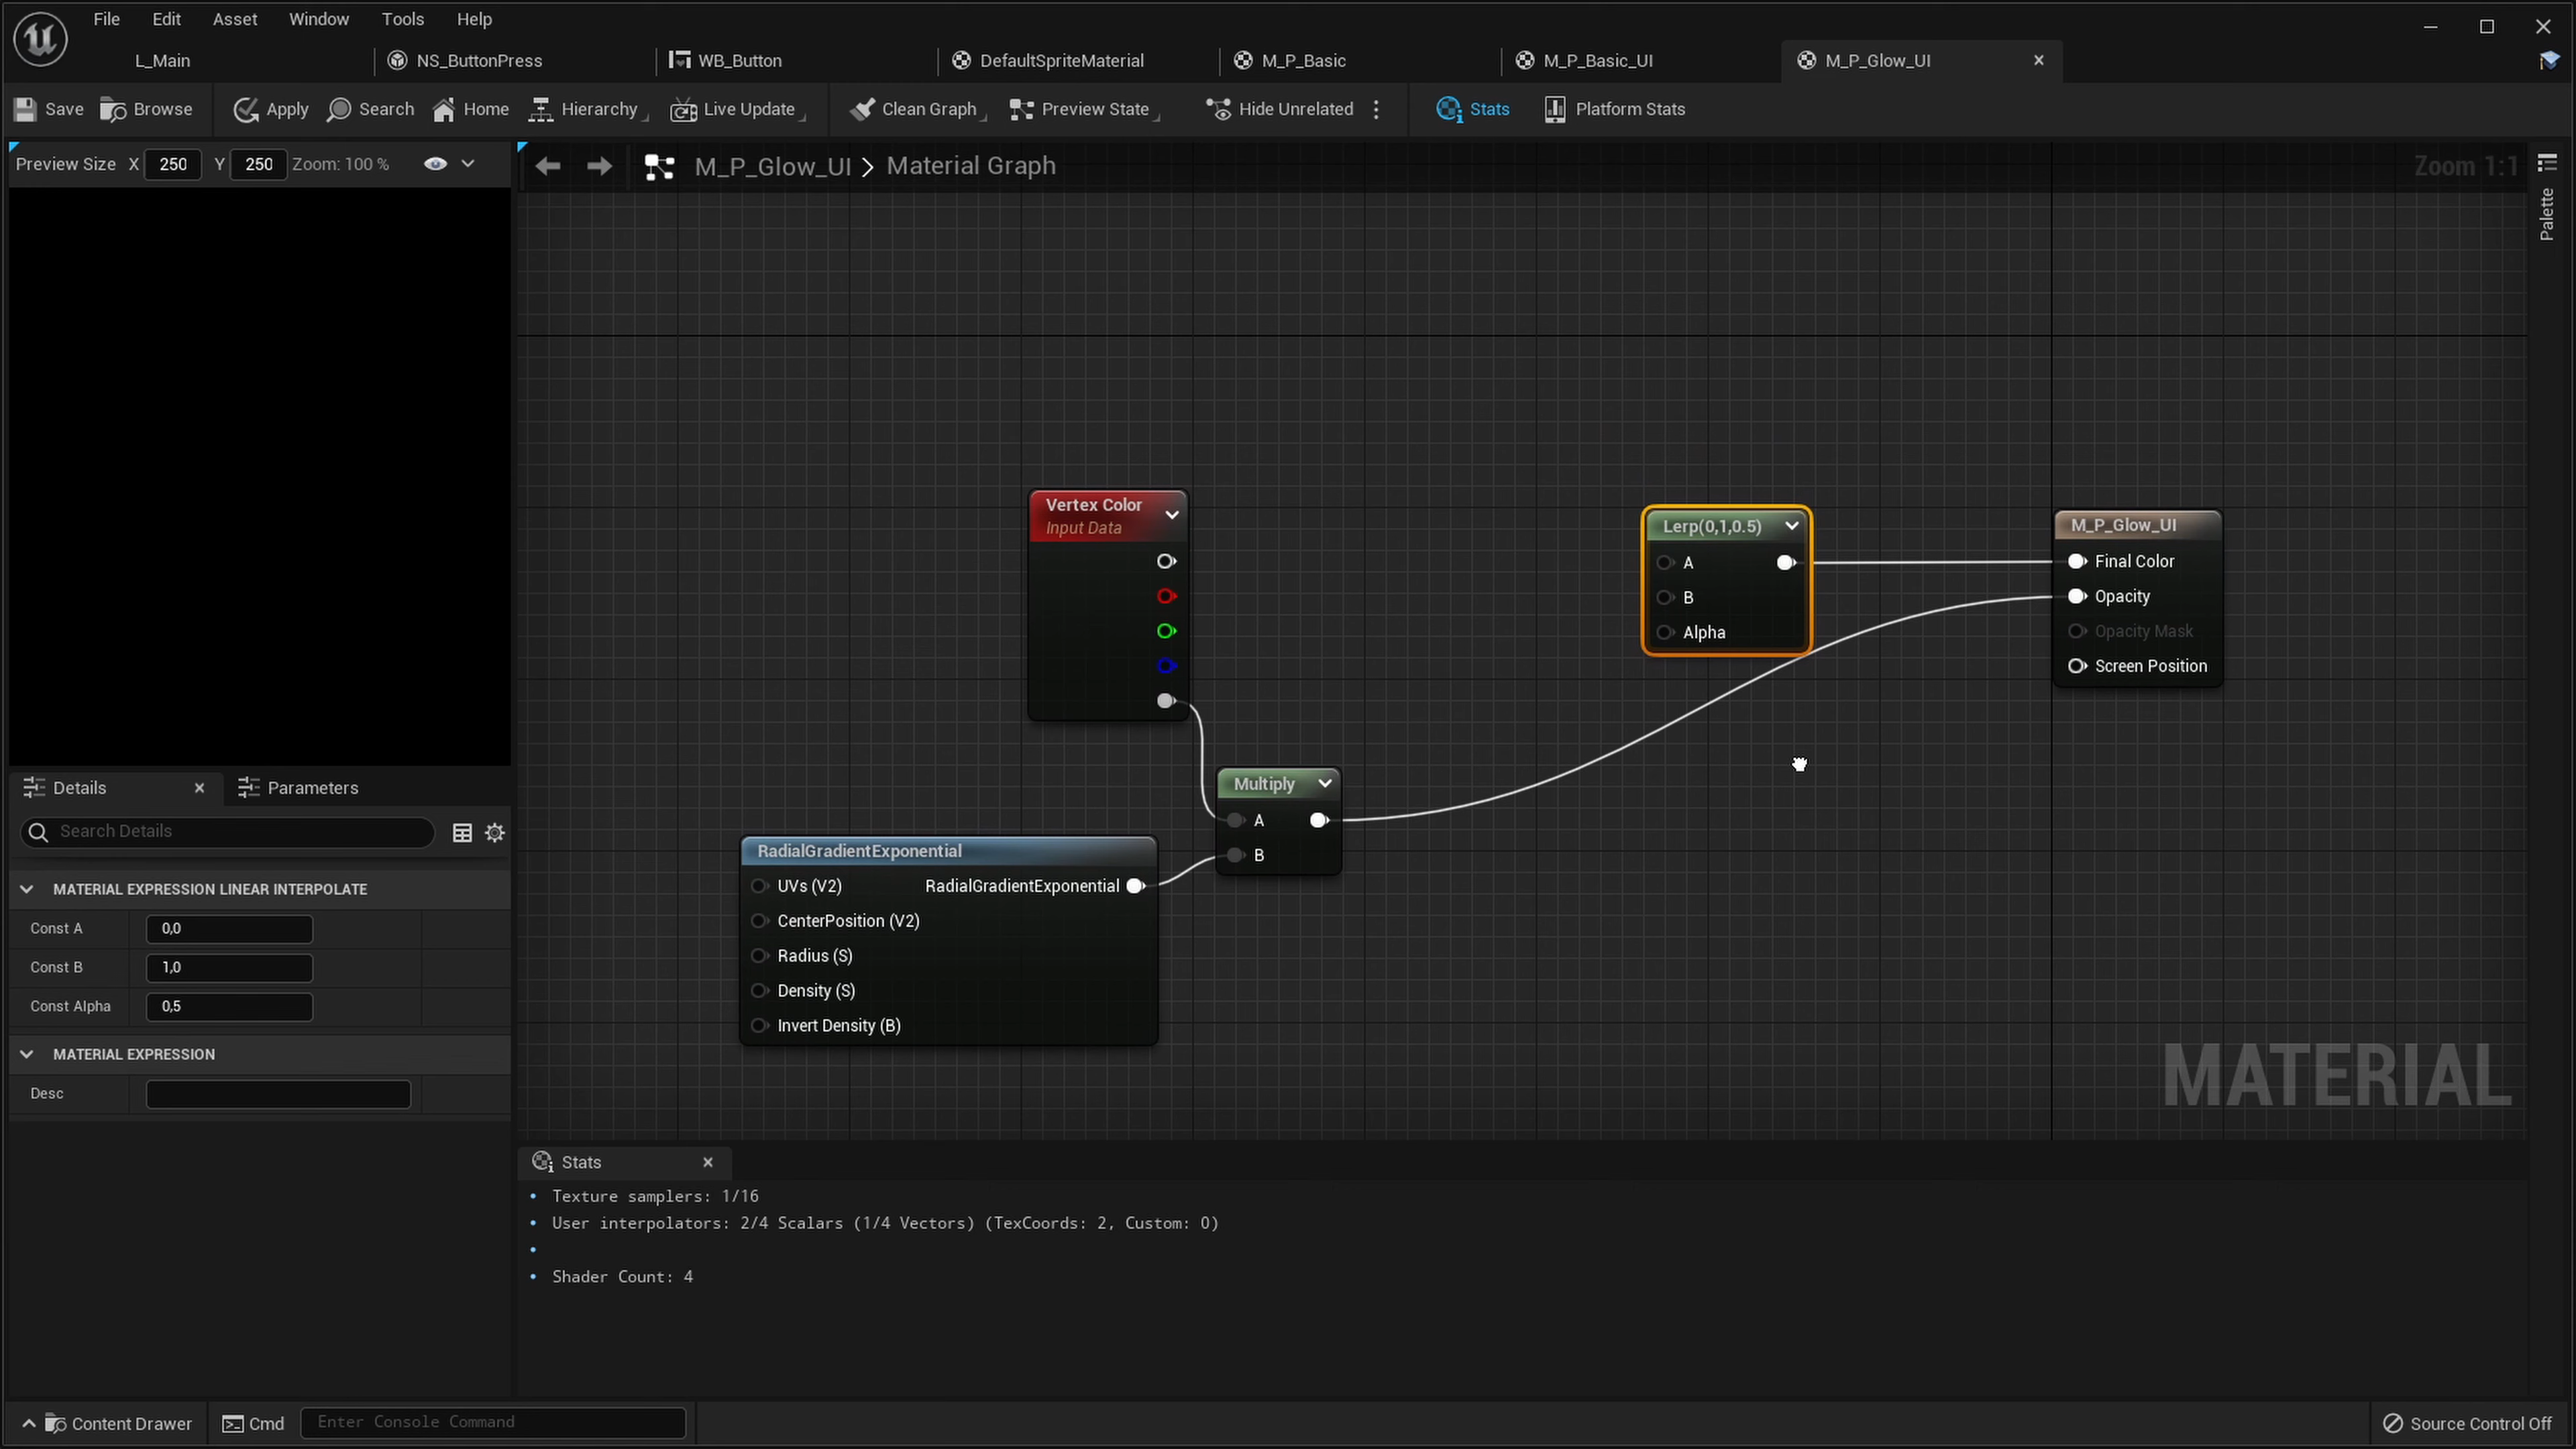 File Edit Asset Window Tools Help
L_Main NS_ButtonPress WB_Button DefaultSpriteMaterial M_P_Basic M_P_Basic_UI M_P_Glow_UI
Save Browse Apply Search Home Hierarchy Live Update Clean Graph Preview State Hide Unrelated Stats Platform Stats
Preview Size X 250 Y 250 Zoom: 100 %
M_P_Glow_UI > Material Graph
Zoom 1:1
Palette
Vertex Color
Input Data
Lerp(0,1,0.5)
A
B
Alpha
M_P_Glow_UI
Final Color
Opacity
Opacity Mask
Screen Position
Multiply
A
B
RadialGradientExponential
UVs (V2) RadialGradientExponential
CenterPosition (V2)
Radius (S)
Density (S)
Invert Density (B)
MATERIAL
Details Parameters
Search Details
MATERIAL EXPRESSION LINEAR INTERPOLATE
Const A 0,0
Const B 1,0
Const Alpha 0,5
MATERIAL EXPRESSION
Desc
Stats
Texture samplers: 1/16
User interpolators: 2/4 Scalars (1/4 Vectors) (TexCoords: 2, Custom: 0)
Shader Count: 4
Content Drawer Cmd Enter Console Command Source Control Off